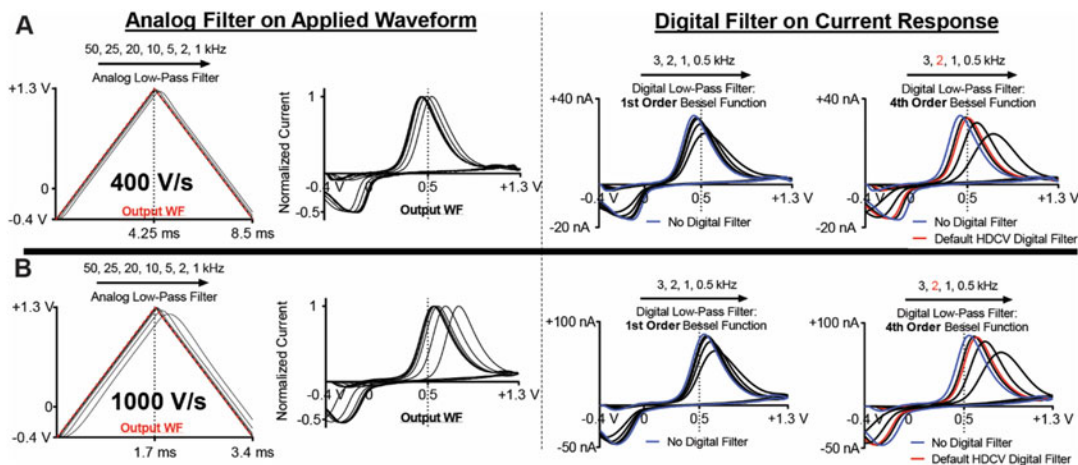 Analog Filter on Applied Waveform
Digital Filter on Current Response
A
50, 25, 20, 10, 5, 2, 1 kHz
Analog Low-Pass Filter
+1.3 V
0
-0.4 V
400 V/s
Output WF
4.25 ms
8.5 ms
Normalized Current
1
-0.5
-0.4 V
0
0.5
+1.3 V
Output WF
3, 2, 1, 0.5 kHz
Digital Low-Pass Filter:
1st Order Bessel Function
+40 nA
-0.4 V
0
0.5
+1.3 V
-20 nA
No Digital Filter
3, 2, 1, 0.5 kHz
Digital Low-Pass Filter:
4th Order Bessel Function
+40 nA
-0.4 V
0
0.5
+1.3 V
-20 nA
No Digital Filter
Default HDCV Digital Filter
B
50, 25, 20, 10, 5, 2, 1 kHz
Analog Low-Pass Filter
+1.3 V
0
-0.4 V
1000 V/s
Output WF
1.7 ms
3.4 ms
Normalized Current
1
-0.5
-0.4 V
0
0.5
+1.3 V
Output WF
3, 2, 1, 0.5 kHz
Digital Low-Pass Filter:
1st Order Bessel Function
+100 nA
-0.4 V
0
0.5
+1.3 V
-50 nA
No Digital Filter
3, 2, 1, 0.5 kHz
Digital Low-Pass Filter:
4th Order Bessel Function
+100 nA
-0.4 V
0
0.5
+1.3 V
-50 nA
No Digital Filter
Default HDCV Digital Filter